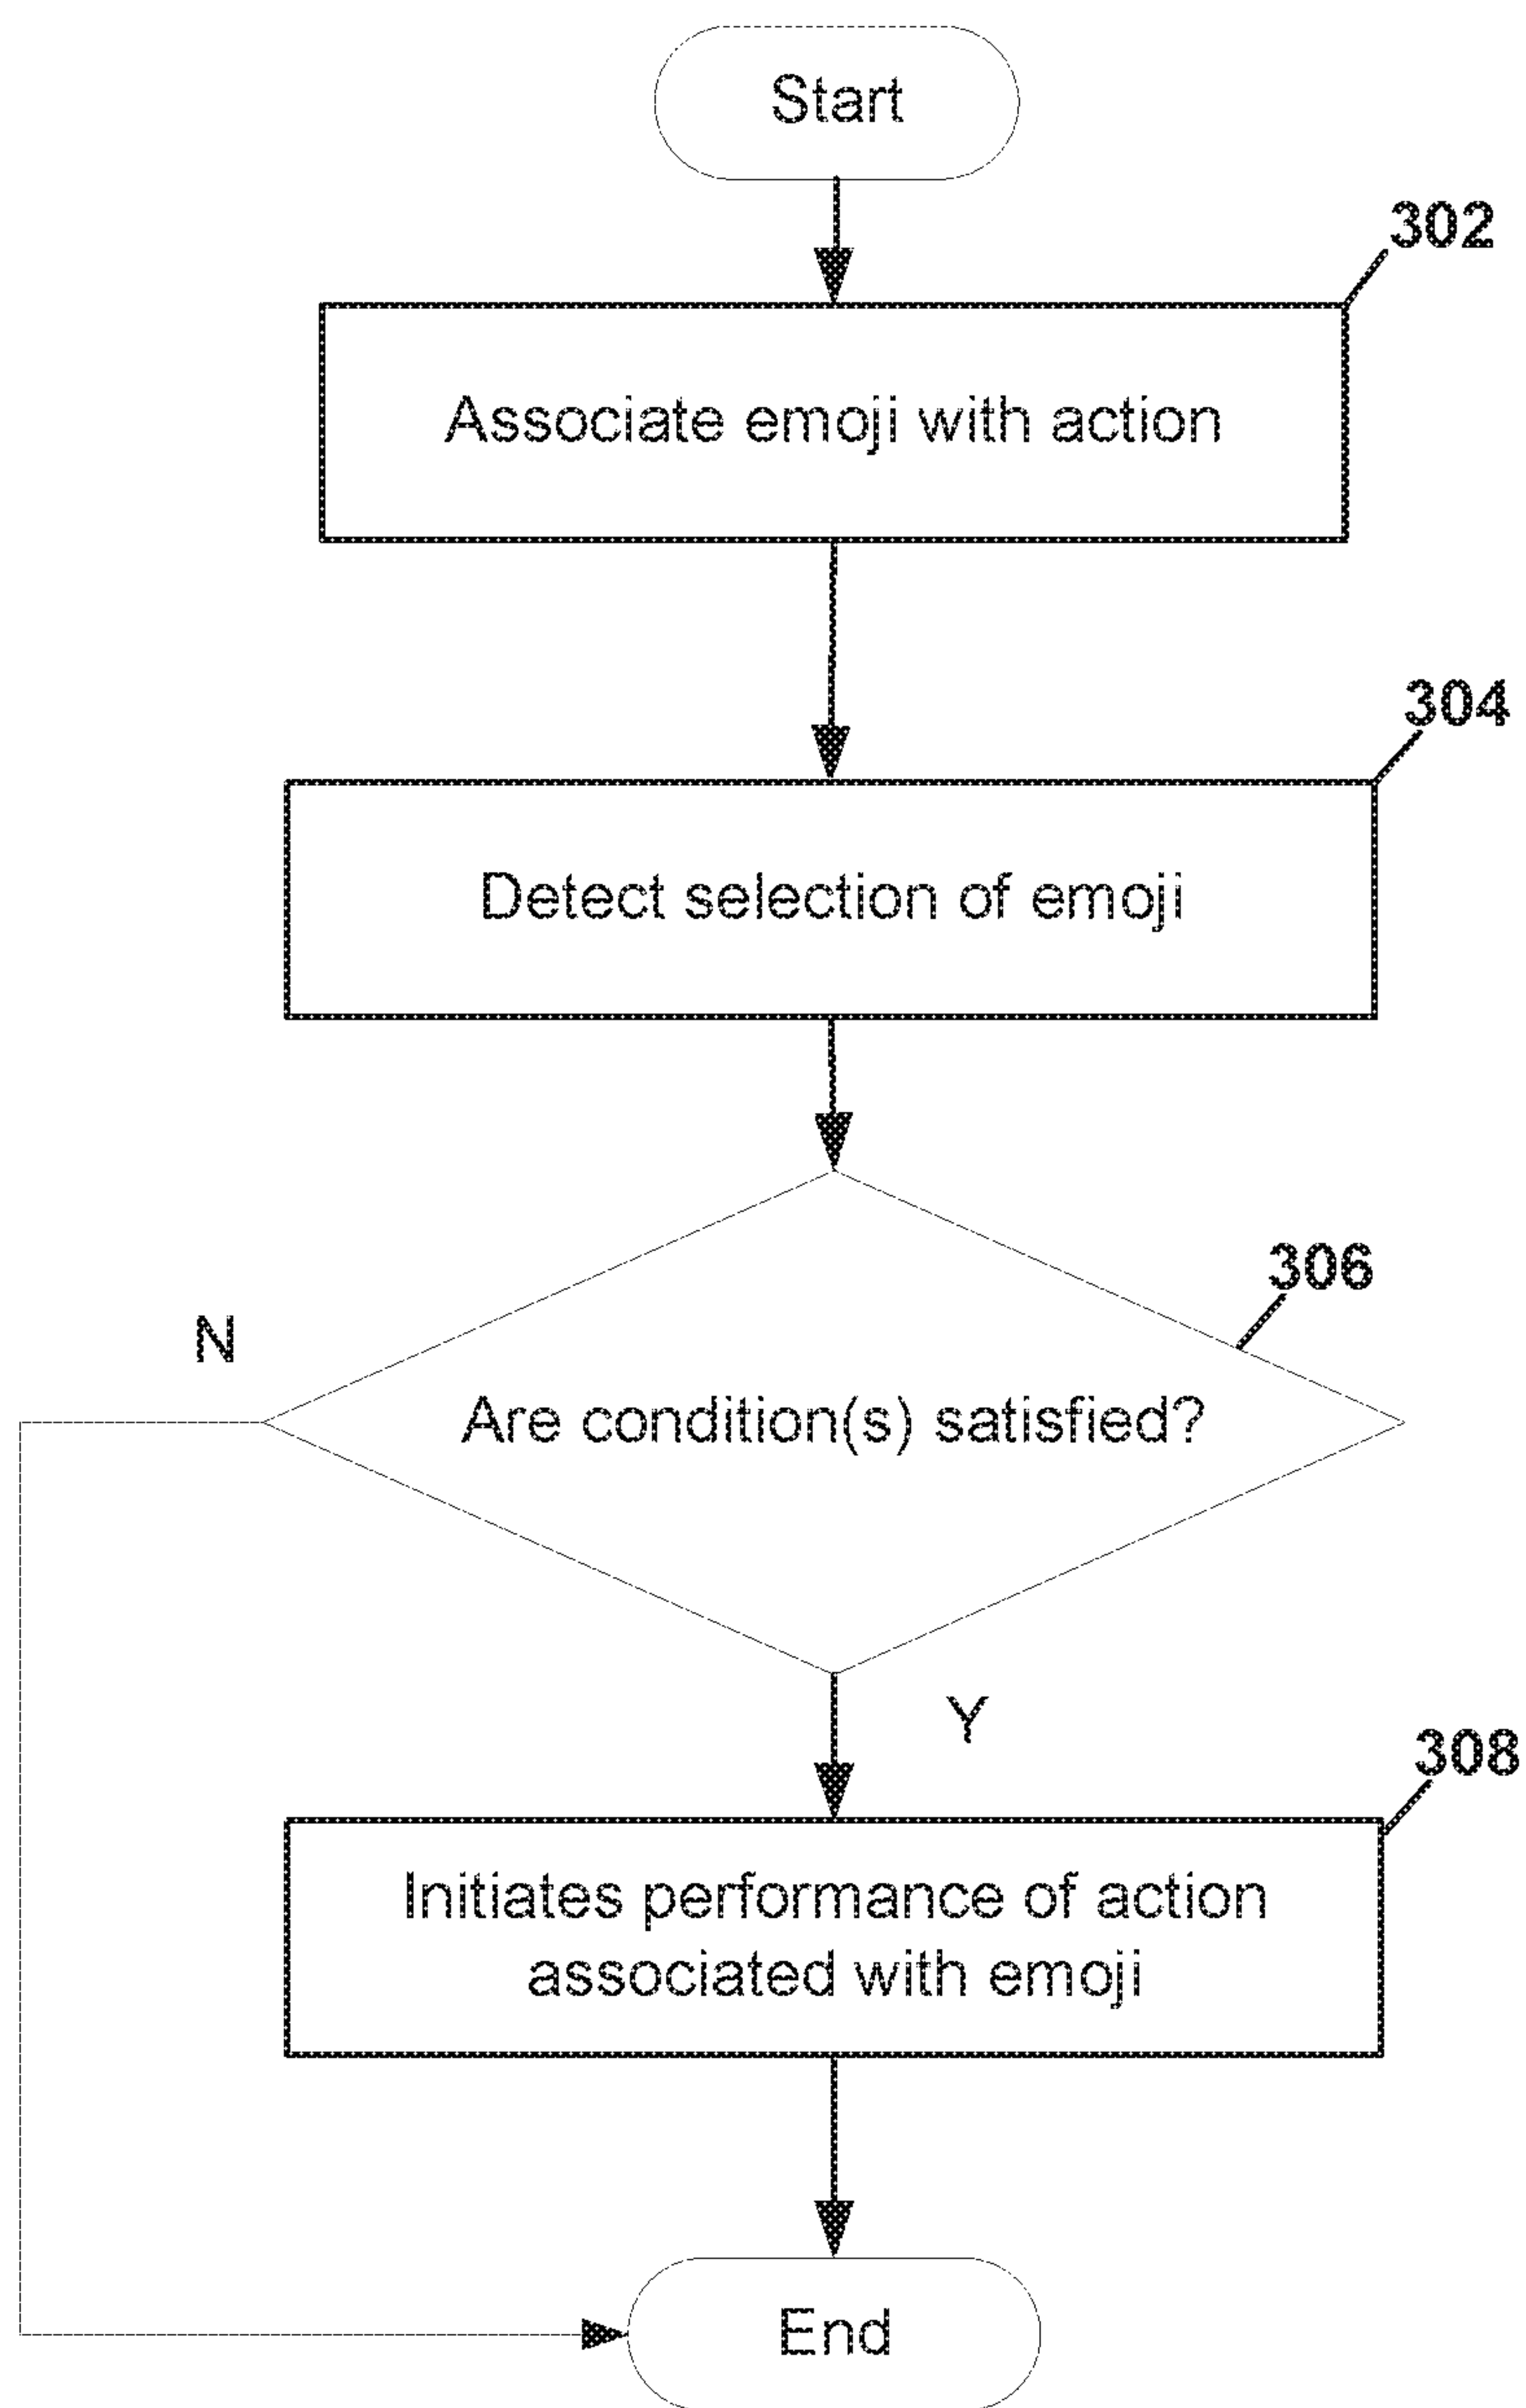 Start
302
Associate emoji with action
304
Detect selection of emoji
306
N
Are condition(s) satisfied?
Y
308
Initiates performance of action
associated with emoji
End